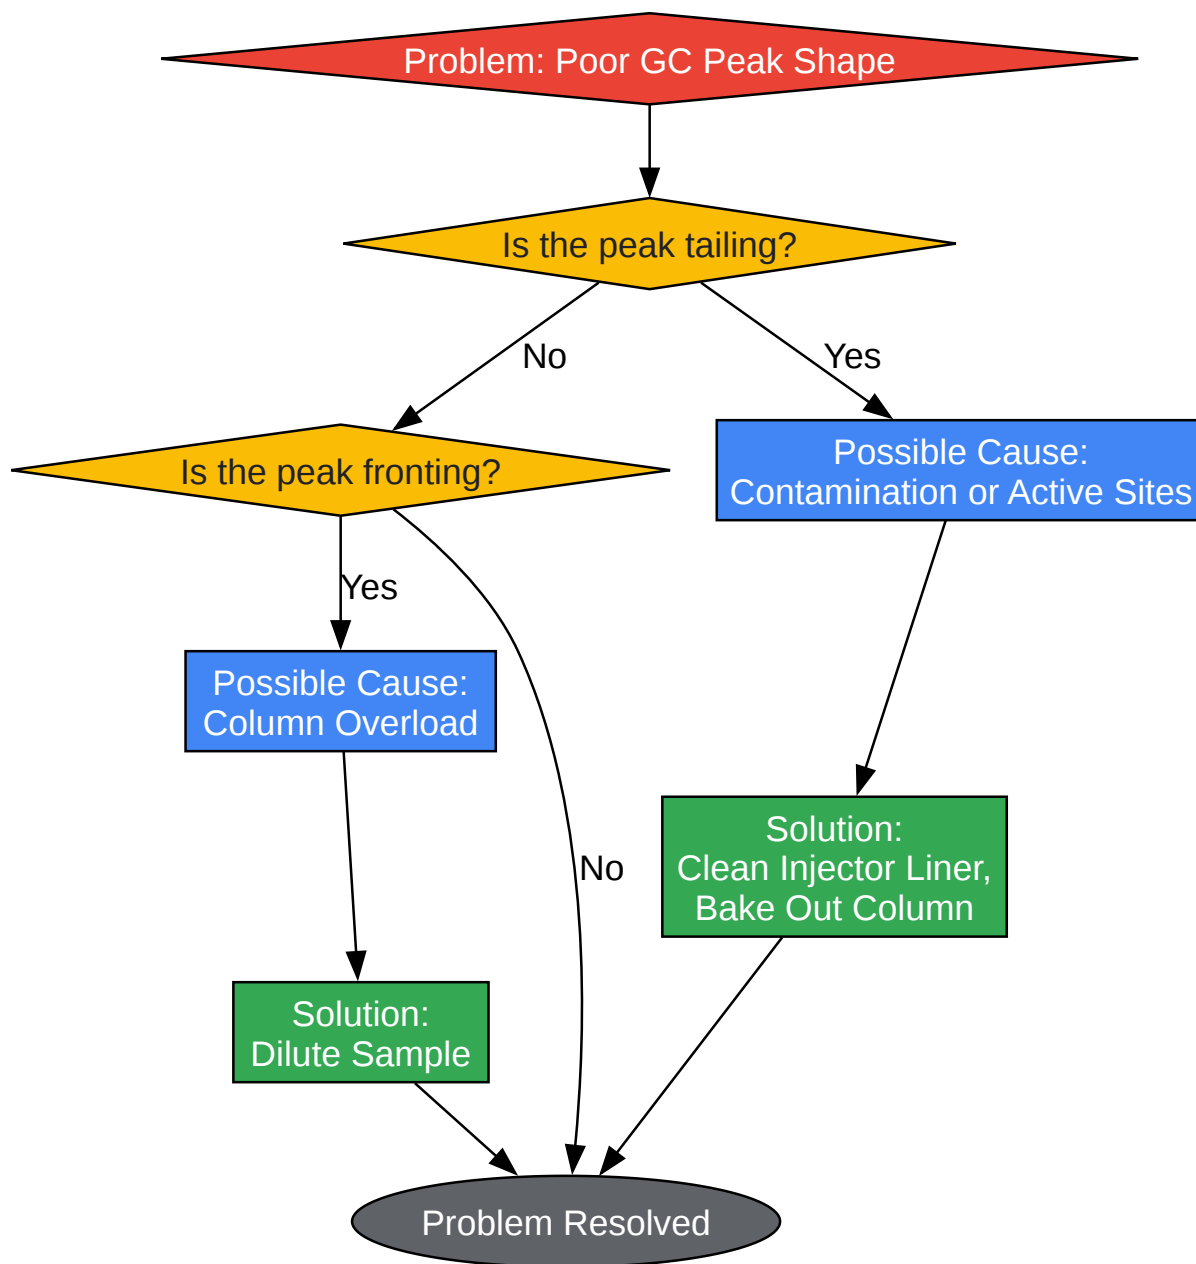 Problem: Poor GC Peak Shape
Is the peak tailing?
No
Yes
Is the peak fronting?
Possible Cause:
Contamination or Active Sites
Yes
Possible Cause:
Column Overload
No
Solution:
Clean Injector Liner,
Bake Out Column
Solution:
Dilute Sample
Problem Resolved